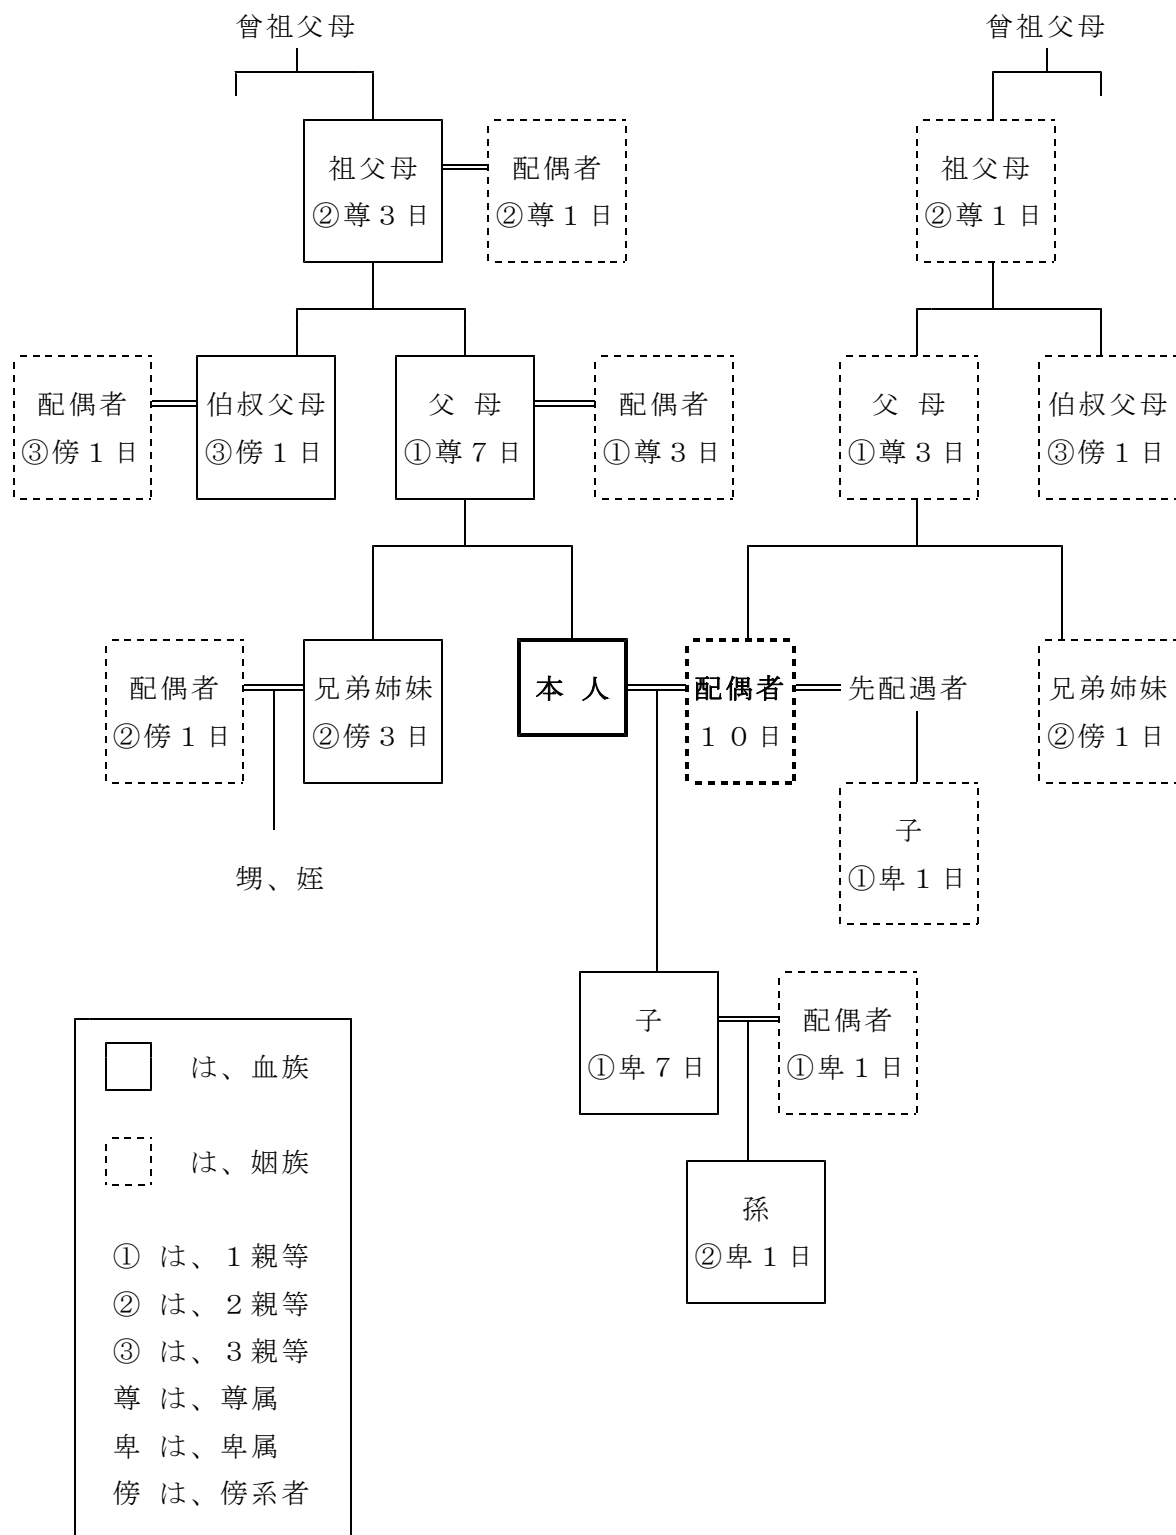 曾祖父母 曾祖父母
祖父母 配偶者 祖父母
②尊3日 ②尊1日 ②尊1日
配偶者 伯叔父母 父 母 配偶者 父 母 伯叔父母
③傍1日 ③傍1日 ①尊7日 ①尊3日 ①尊3日 ③傍1日
配偶者 兄弟姉妹 本 人 配偶者 先配遇者 兄弟姉妹
②傍1日 ②傍3日 10日 ②傍1日
子
甥、姪 ①卑1日
子 配偶者
①卑7日 ①卑1日
孫
②卑1日
は、血族
は、姻族
① は、1親等
② は、2親等
③ は、3親等
尊 は、尊属
卑 は、卑属
傍 は、傍系者